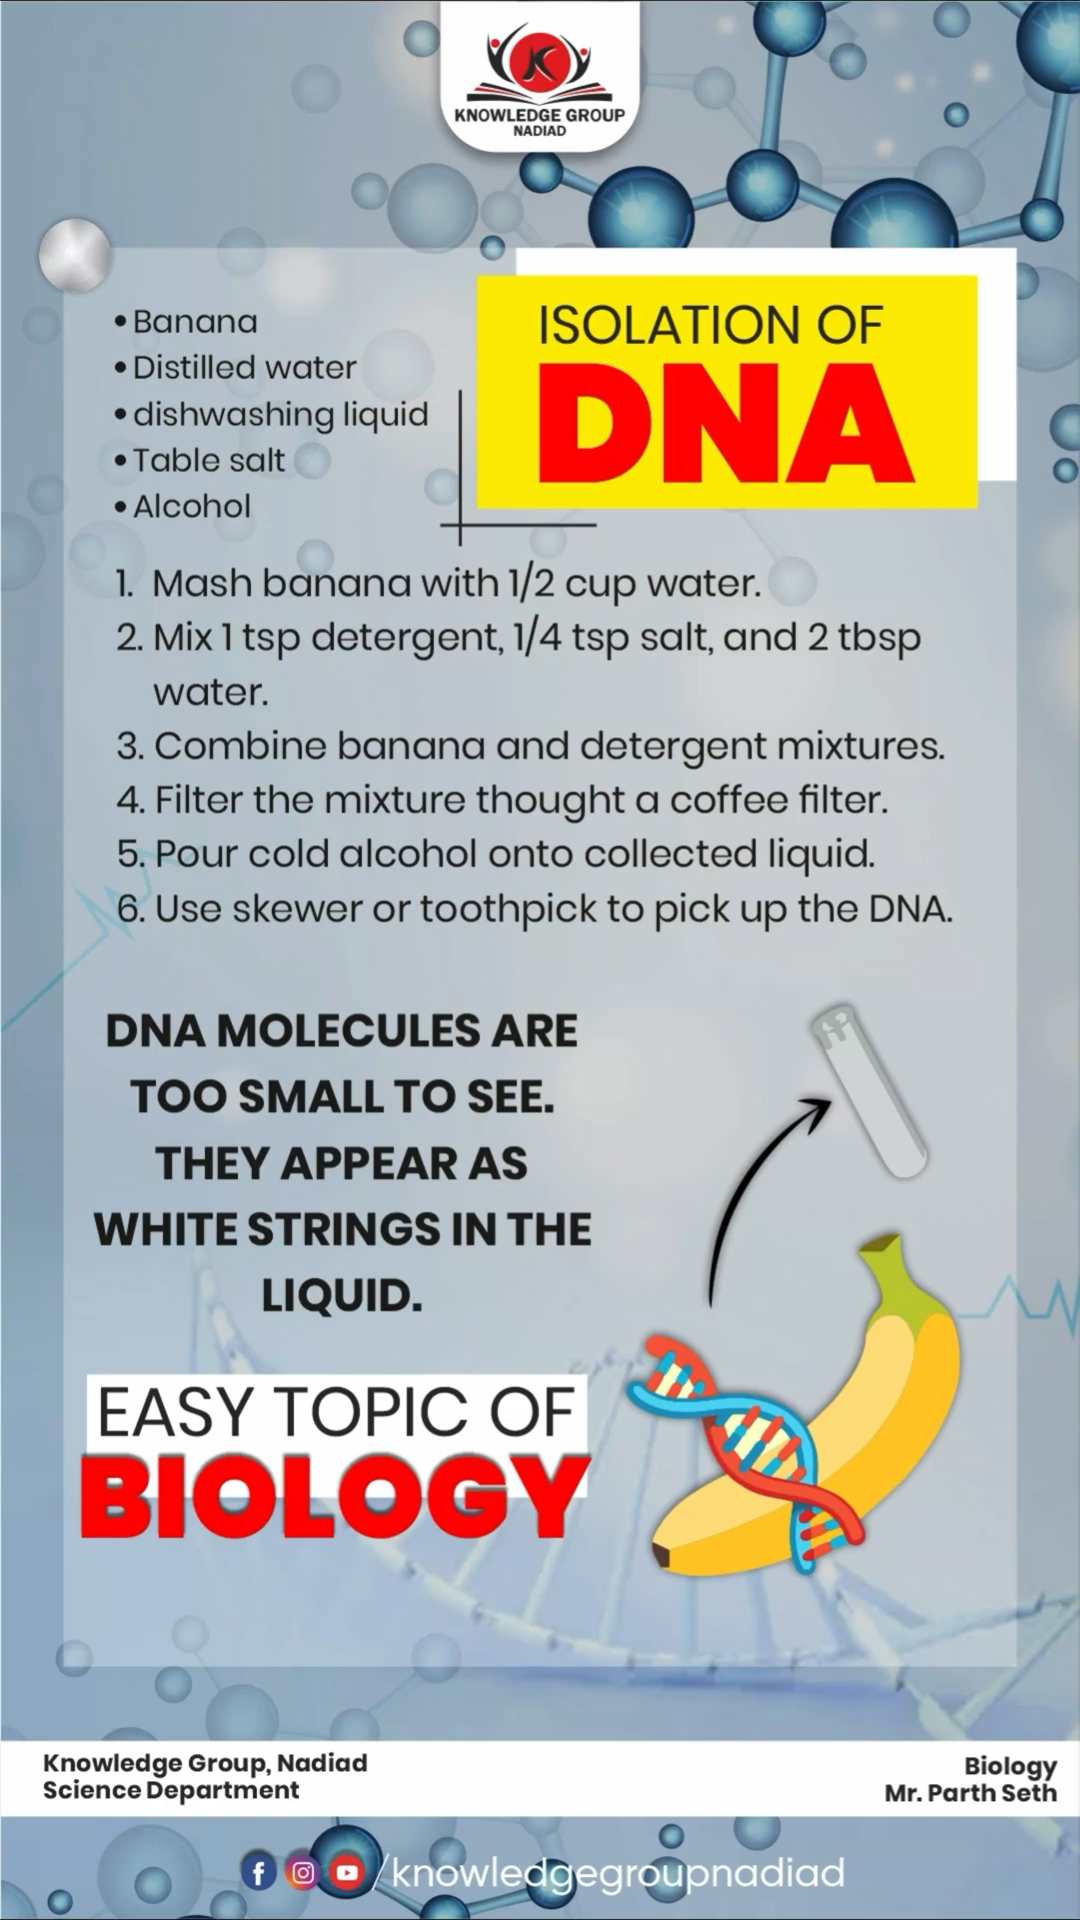 KNOWLEDGE GROUP
NADIAD
• Banana
• Distilled water
• dishwashing liquid
• Table salt
• Alcohol
ISOLATION OF
DNA
1. Mash banana with 1/2 cup water.
2. Mix 1 tsp detergent, 1/4 tsp salt, and 2 tbsp
water.
3. Combine banana and detergent mixtures.
4. Filter the mixture thought a coffee filter.
5. Pour cold alcohol onto collected liquid.
6. Use skewer or toothpick to pick up the DNA.
DNA MOLECULES ARE
TOO SMALL TO SEE.
THEY APPEAR AS
WHITE STRINGS IN THE
LIQUID.
EASY TOPIC OF
BIOLOGY
Knowledge Group, Nadiad
Science Department
Biology
Mr. Parth Seth
/knowledgegroupnadiad